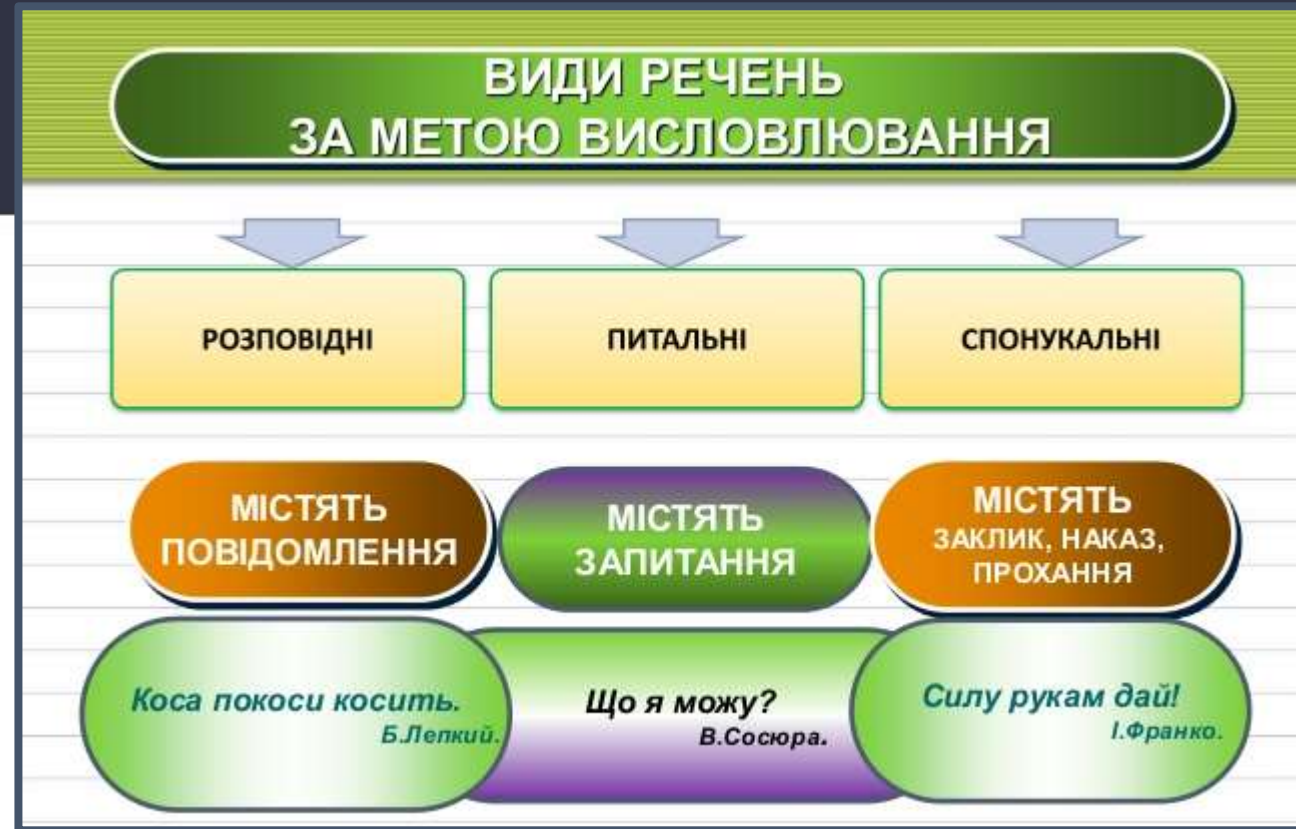 ВИДИ РЕЧЕНЬ
ЗА МЕТОЮ ВИСЛОВЛЮВАННЯ
РОЗПОВІДНІ
ПИТАЛЬНІ
СПОНУКАЛЬНІ
МІСТЯТЬ
ПОВІДОМЛЕННЯ
МІСТЯТЬ
ЗАПИТАННЯ
МІСТЯТЬ
ЗАКЛИК, НАКАЗ,
ПРОХАННЯ
Коса покоси косить.
Б.Лепкий.
Що я можу?
В.Сосюра.
Силу рукам дай!
І.Франко.